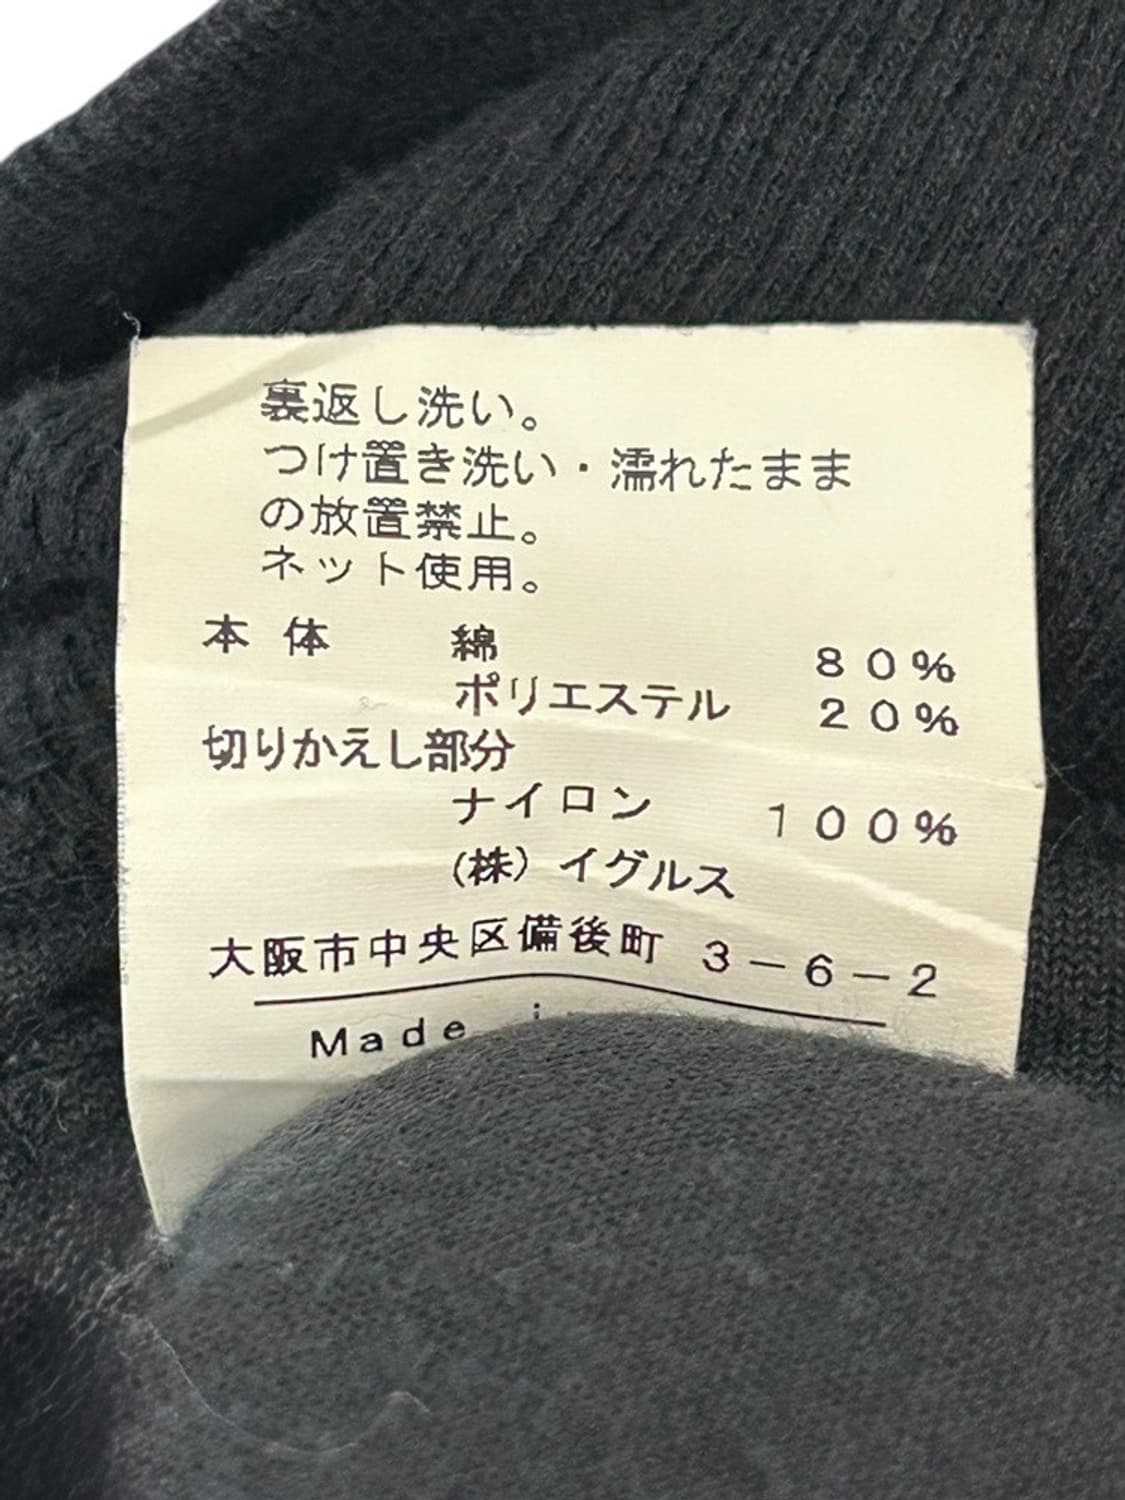 裏返し洗い。
つけ置き洗い・濡れたまま
の放置禁止。
ネット使用。
本体 綿 80%
ポリエステル 20%
切りかえし部分
ナイロン 100%
(株)イグルス
大阪市中央区備後町 3-6-2
Made